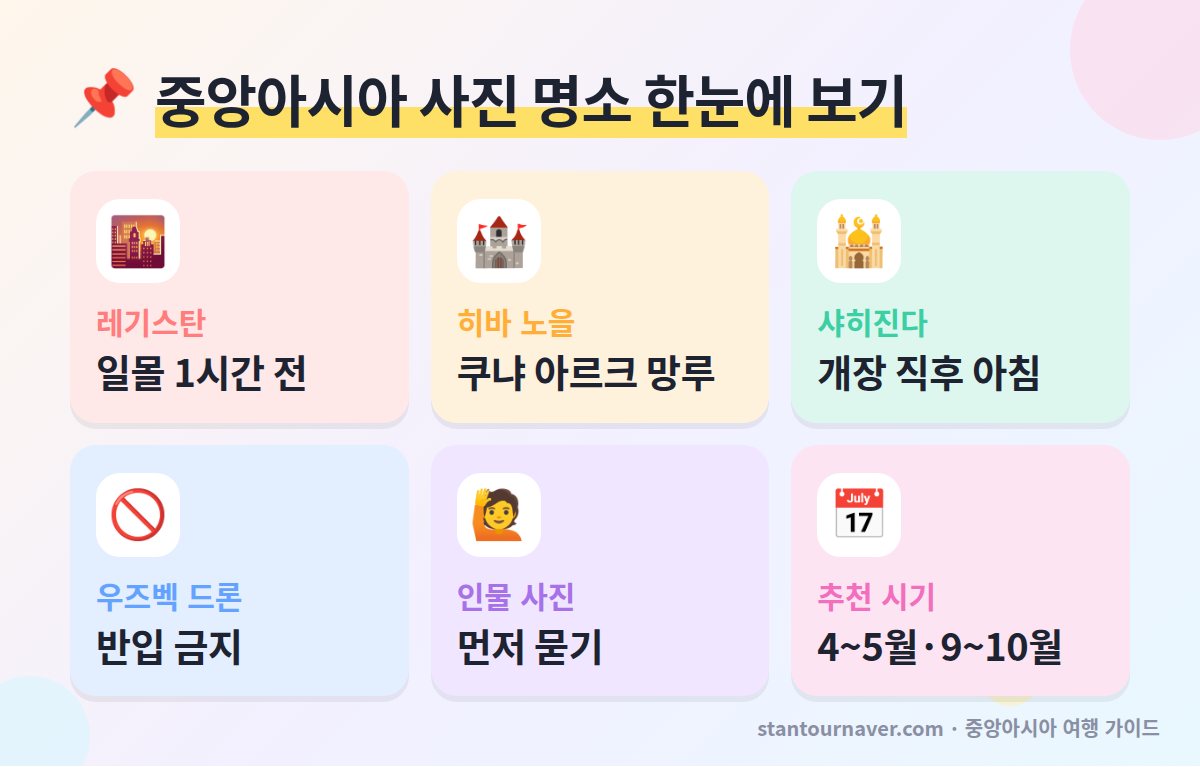 중앙아시아 사진 명소 한눈에 보기
레기스탄
일몰 1시간 전
히바 노을
쿠냐 아르크 망루
샤히진다
개장 직후 아침
우즈벡 드론
반입 금지
인물 사진
먼저 묻기
July
17
추천 시기
4~5월·9~10월
stantournaver.com · 중앙아시아 여행 가이드